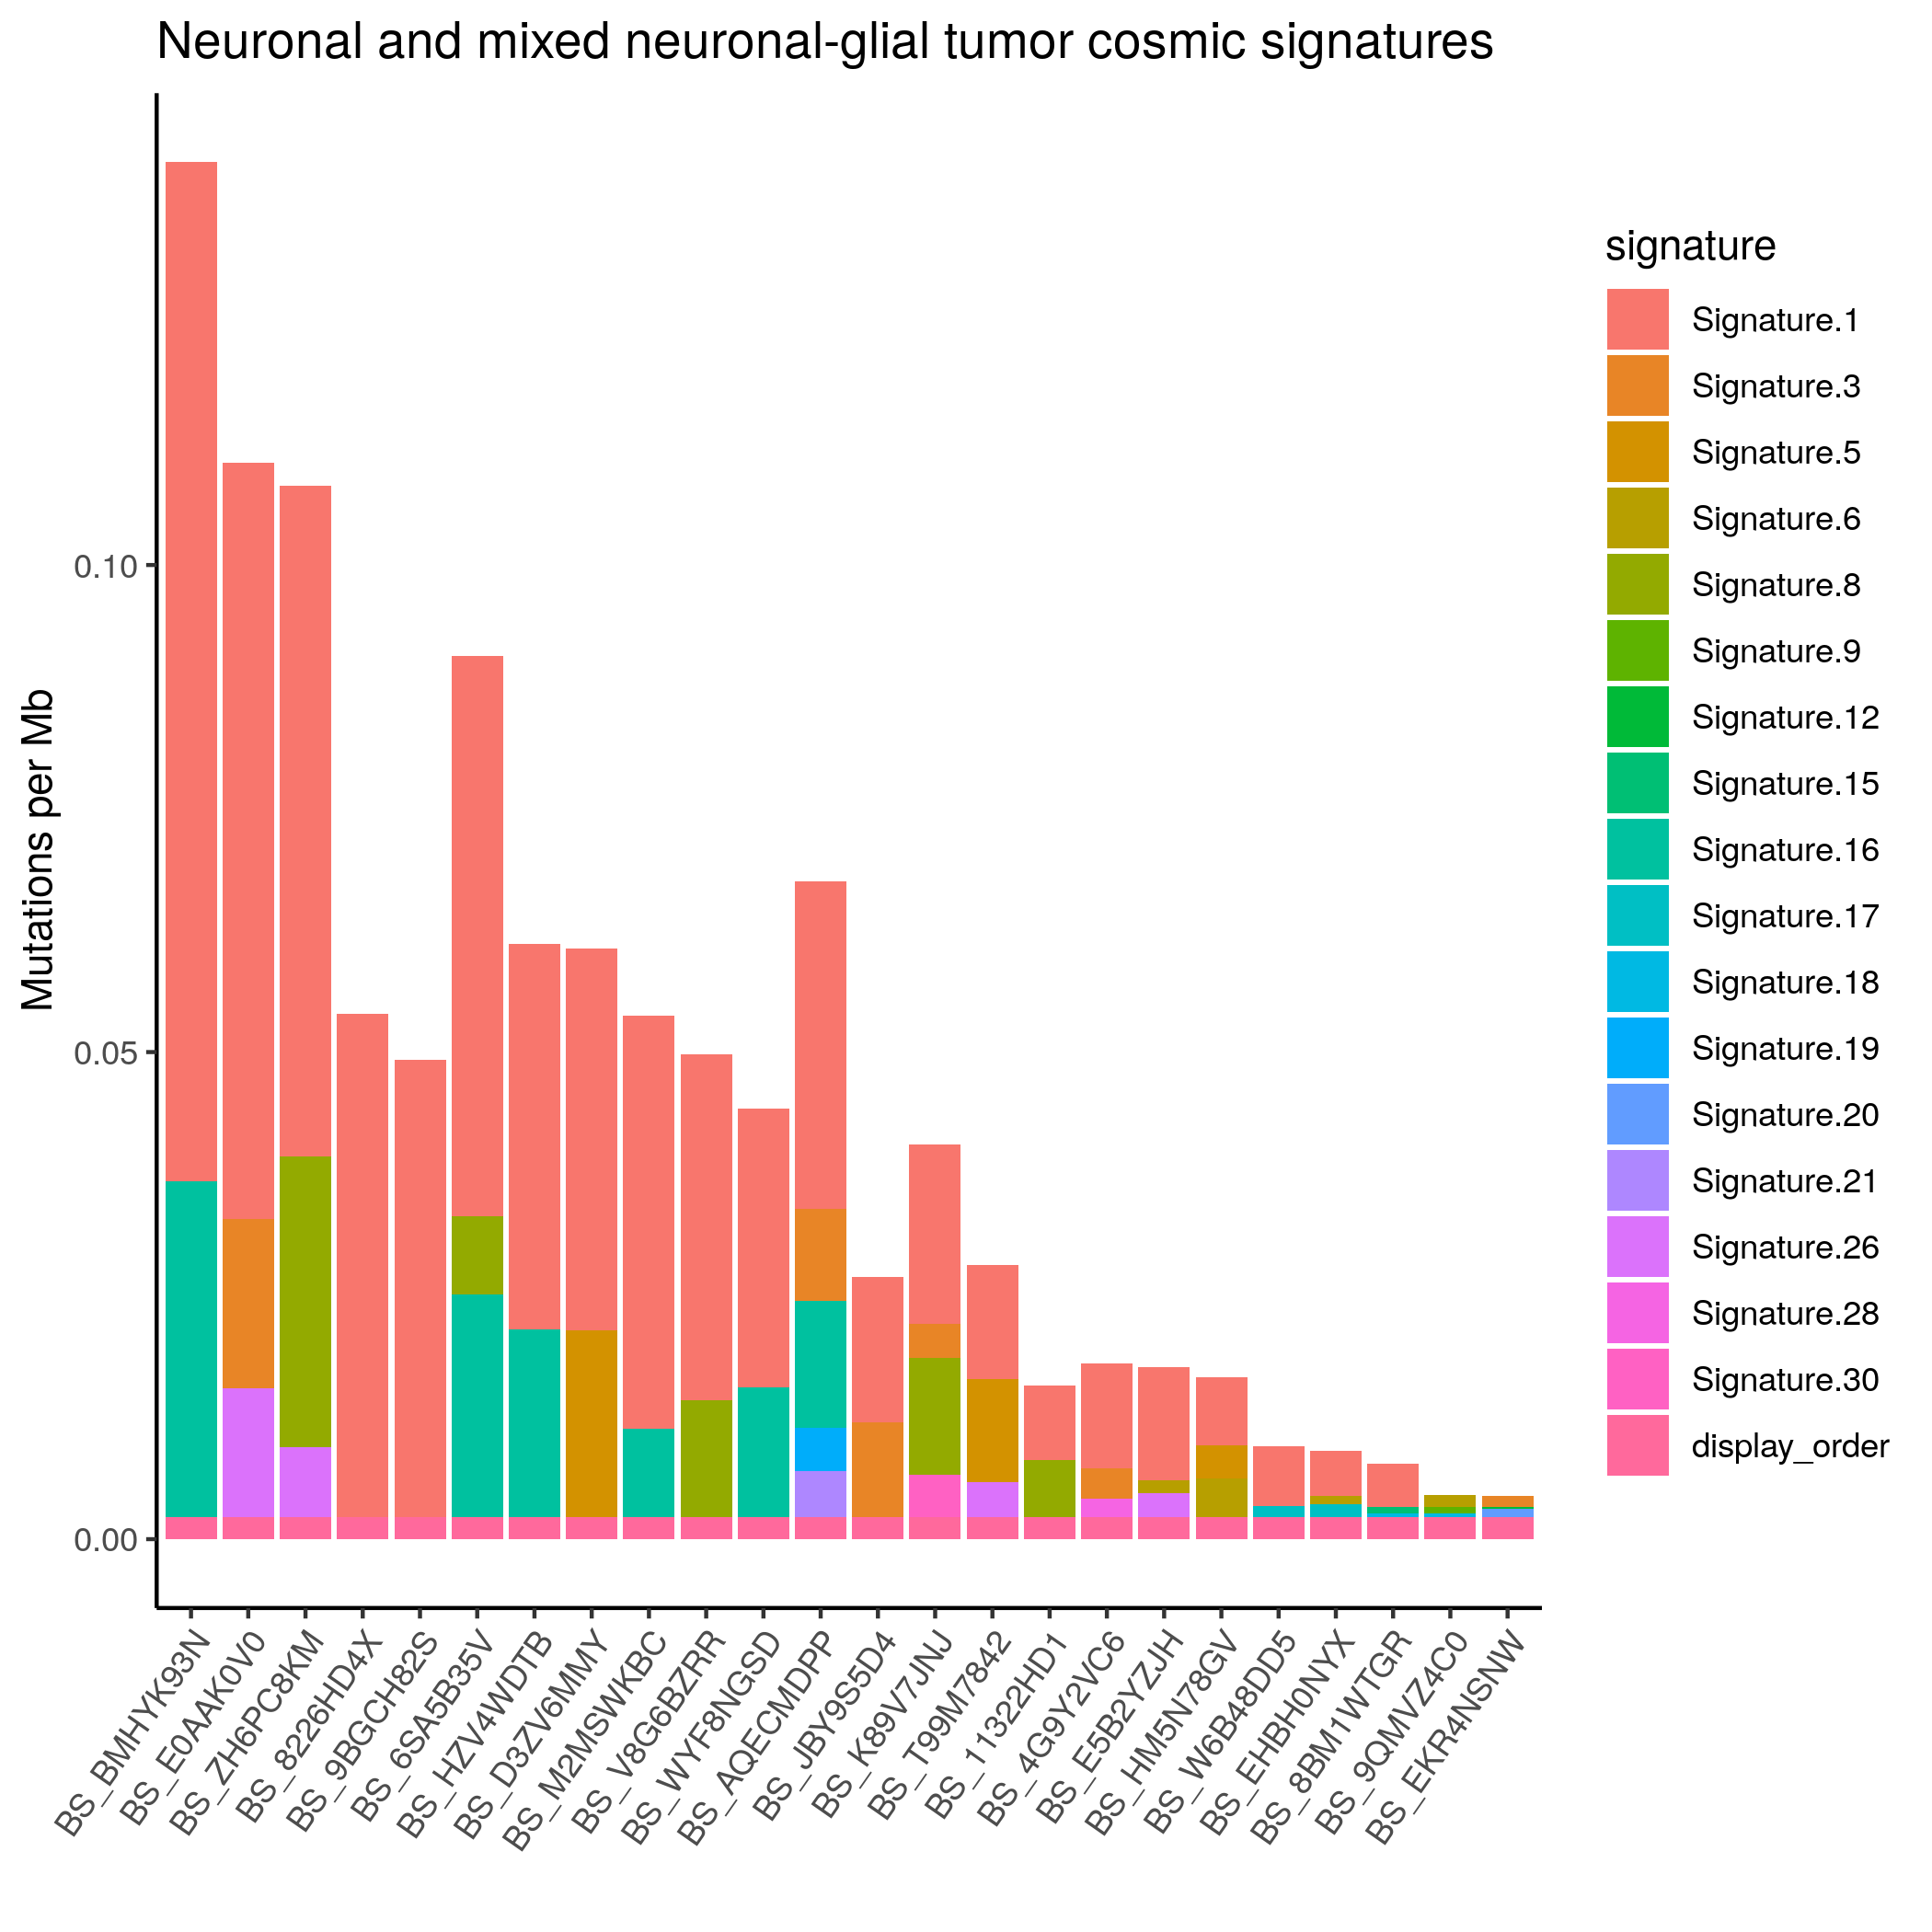 Neuronal and mixed neuronal-glial tumor cosmic signatures
Mutations per Mb
0.10
0.05
0.00
BS_BMHYK93N
BS_E0AAK0V0
BS_ZH6PC8KM
BS_8226HD4X
BS_9BGCH82S
BS_6SA5B35V
BS_HZV4WDTB
BS_D3ZV6MMY
BS_M2MSWKBC
BS_V8G6BZRR
BS_WYF8NGSD
BS_AQECMDPP
BS_JBY9S5D4
BS_K89V7JNJ
BS_T99M7842
BS_11322HD1
BS_4G9Y2VC6
BS_E5B2YZJH
BS_HM5N78GV
BS_W6B48DD5
BS_EHBH0NYX
BS_8BM1WTGR
BS_9QMVZ4C0
BS_EKR4NSNW
signature
Signature.1
Signature.3
Signature.5
Signature.6
Signature.8
Signature.9
Signature.12
Signature.15
Signature.16
Signature.17
Signature.18
Signature.19
Signature.20
Signature.21
Signature.26
Signature.28
Signature.30
display_order